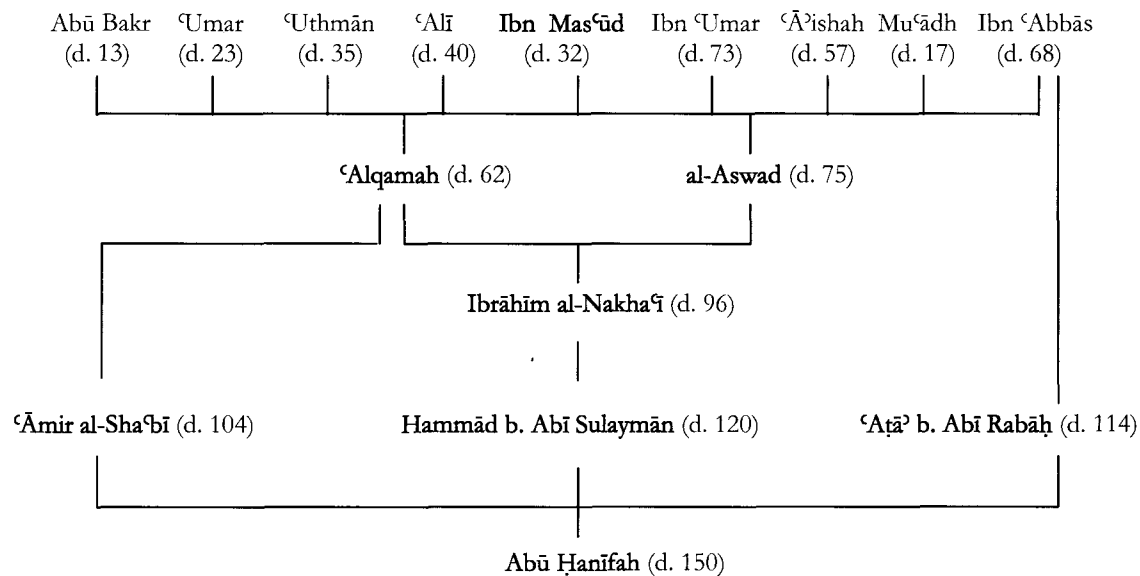 Abū Bakr ʿUmar ʿUthmān ʿAlī Ibn Masʿūd Ibn ʿUmar ʿĀʾishah Muʿādh Ibn ʿAbbās
(d. 13) (d. 23) (d. 35) (d. 40) (d. 32) (d. 73) (d. 57) (d. 17) (d. 68)
ʿAlqamah (d. 62) al-Aswad (d. 75)
Ibrāhīm al-Nakhaʿī (d. 96)
ʿĀmir al-Shaʿbī (d. 104) Hammād b. Abī Sulaymān (d. 120) ʿAṭāʾ b. Abī Rabāḥ (d. 114)
Abū Ḥanīfah (d. 150)